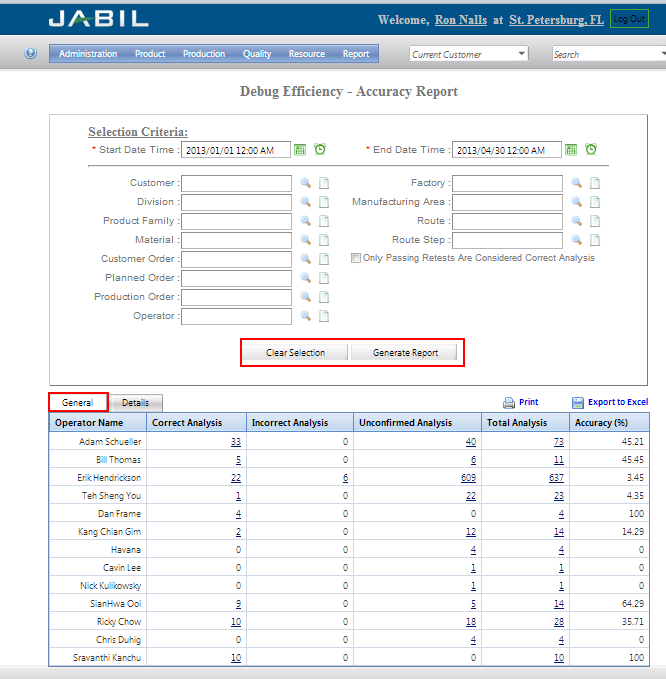 JABIL
Welcome, Ron Nalls at St. Petersburg, FL Log Out
? Administration Product Production Quality Resource Report Current Customer Search
Debug Efficiency - Accuracy Report
Selection Criteria:
* Start Date Time : 2013/01/01 12:00 AM * End Date Time : 2013/04/30 12:00 AM
Customer : Factory :
Division : Manufacturing Area :
Product Family : Route :
Material : Route Step :
Customer Order : Only Passing Retests Are Considered Correct Analysis
Planned Order :
Production Order :
Operator :
Clear Selection Generate Report
General Details Print Export to Excel
Operator Name Correct Analysis Incorrect Analysis Unconfirmed Analysis Total Analysis Accuracy (%)
Adam Schueller 33 0 40 73 45.21
Bill Thomas 5 0 6 11 45.45
Erik Hendrickson 22 6 609 637 3.45
Teh Sheng You 1 0 22 23 4.35
Dan Frame 4 0 0 4 100
Kang Chian Gim 2 0 12 14 14.29
Havana 0 0 4 4 0
Cavin Lee 0 0 1 1 0
Nick Kulikowsky 0 0 1 1 0
SianHwa Ooi 9 0 5 14 64.29
Ricky Chow 10 0 18 28 35.71
Chris Duhig 0 0 4 4 0
Sravanthi Kanchu 10 0 0 10 100